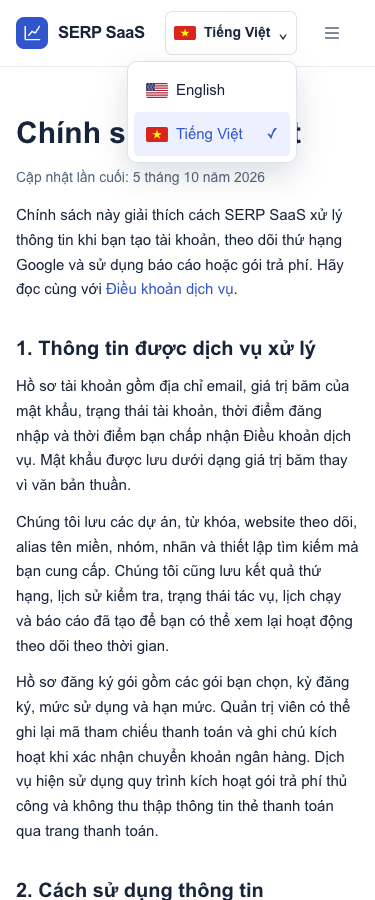 SERP SaaS
Tiếng Việt
English
Tiếng Việt
Chính s
t
Cập nhật lần cuối: 5 tháng 10 năm 2026
Chính sách này giải thích cách SERP SaaS xử lý
thông tin khi bạn tạo tài khoản, theo dõi thứ hạng
Google và sử dụng báo cáo hoặc gói trả phí. Hãy
đọc cùng với Điều khoản dịch vụ.
1. Thông tin được dịch vụ xử lý
Hồ sơ tài khoản gồm địa chỉ email, giá trị băm của
mật khẩu, trạng thái tài khoản, thời điểm đăng
nhập và thời điểm bạn chấp nhận Điều khoản dịch
vụ. Mật khẩu được lưu dưới dạng giá trị băm thay
vì văn bản thuần.
Chúng tôi lưu các dự án, từ khóa, website theo dõi,
alias tên miền, nhóm, nhãn và thiết lập tìm kiếm mà
bạn cung cấp. Chúng tôi cũng lưu kết quả thứ
hạng, lịch sử kiểm tra, trạng thái tác vụ, lịch chạy
và báo cáo đã tạo để bạn có thể xem lại hoạt động
theo dõi theo thời gian.
Hồ sơ đăng ký gói gồm các gói bạn chọn, kỳ đăng
ký, mức sử dụng và hạn mức. Quản trị viên có thể
ghi lại mã tham chiếu thanh toán và ghi chú kích
hoạt khi xác nhận chuyển khoản ngân hàng. Dịch
vụ hiện sử dụng quy trình kích hoạt gói trả phí thủ
công và không thu thập thông tin thẻ thanh toán
qua trang thanh toán.
2. Cách sử dụng thông tin